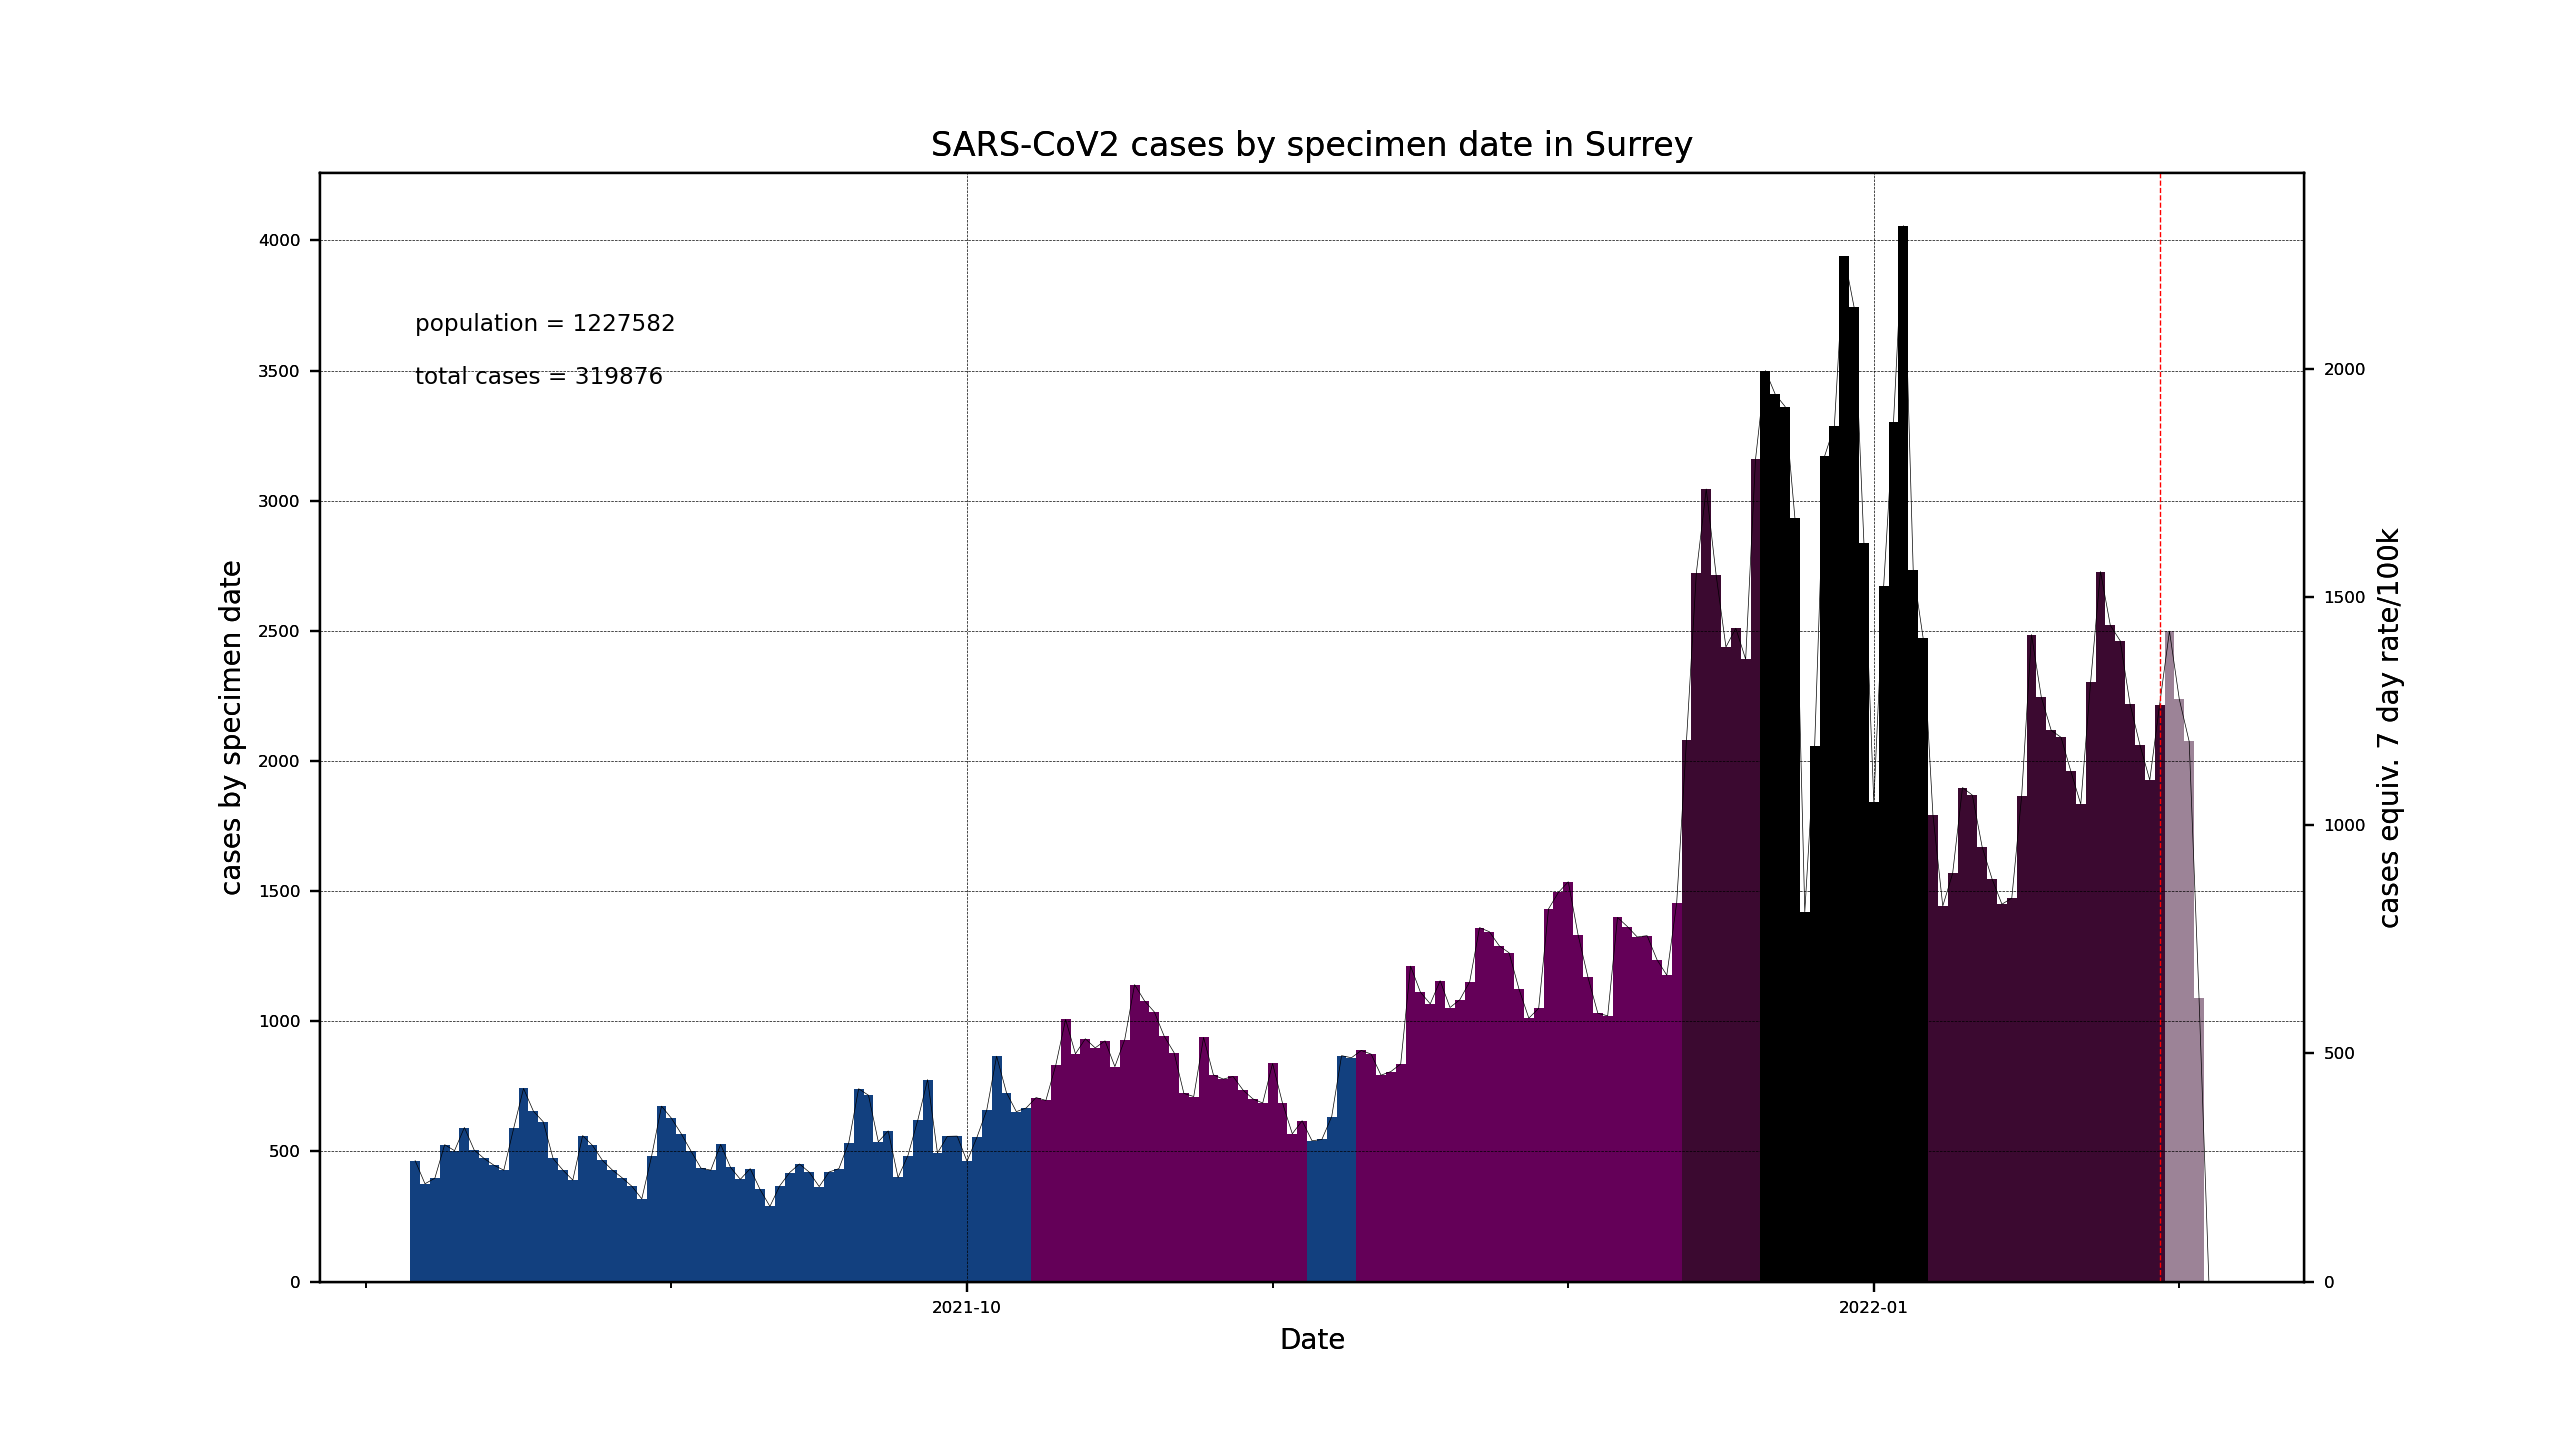 SARS-CoV2 cases by specimen date in Surrey
population = 1227582
total cases = 319876
cases by specimen date
4000
3500
3000
2500
2000
1500
1000
500
0
2000
1500
1000
500
0
cases equiv. 7 day rate/100k
2021-10
2022-01
Date